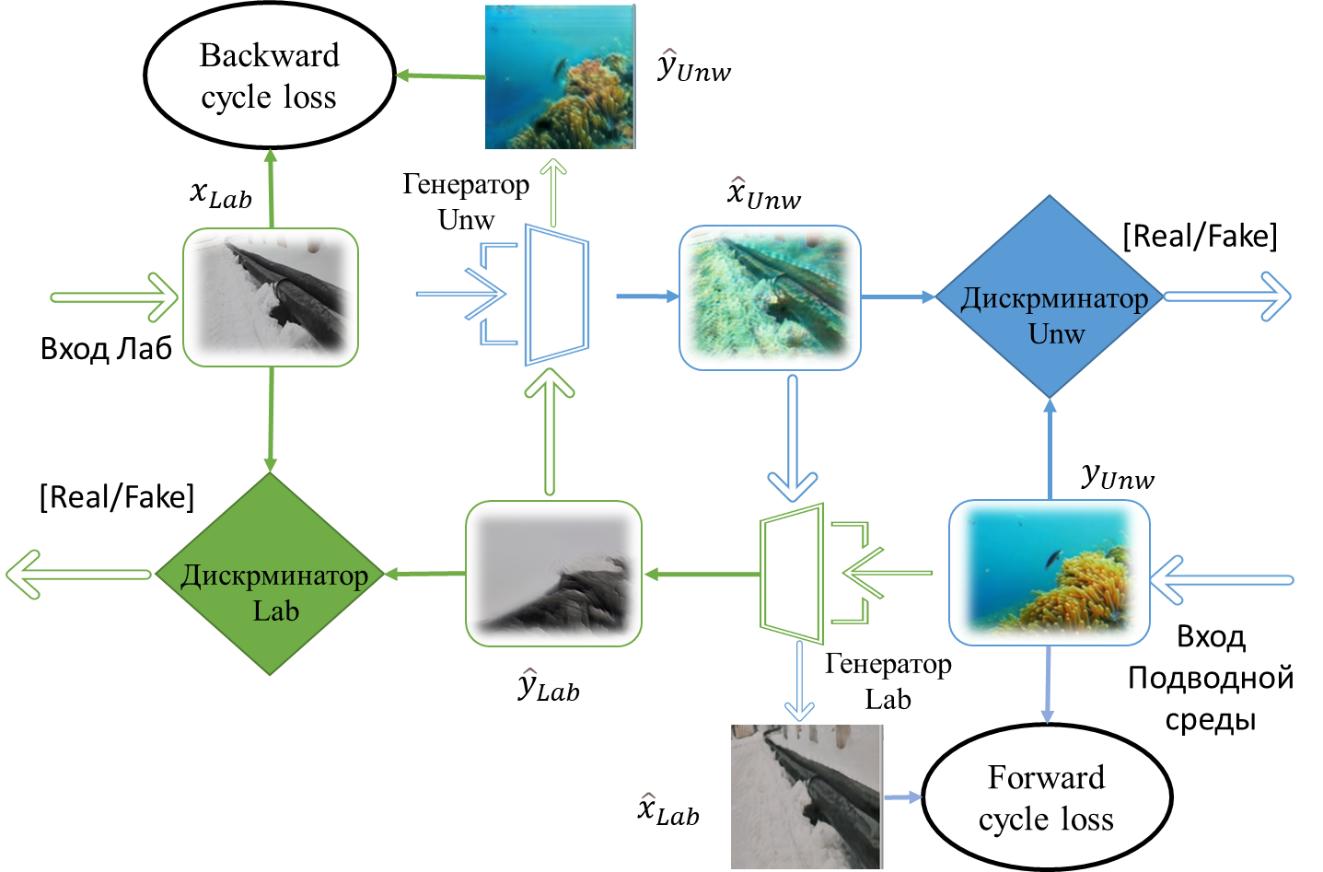 Backward
cycle loss
ŷ_Unw
x_Lab
Генератор
Unw
x̂_Unw
[Real/Fake]
Вход Лаб
Дискрминатор
Unw
[Real/Fake]
y_Unw
Дискрминатор
Lab
ŷ_Lab
Генератор
Lab
Вход
Подводной
среды
x̂_Lab
Forward
cycle loss